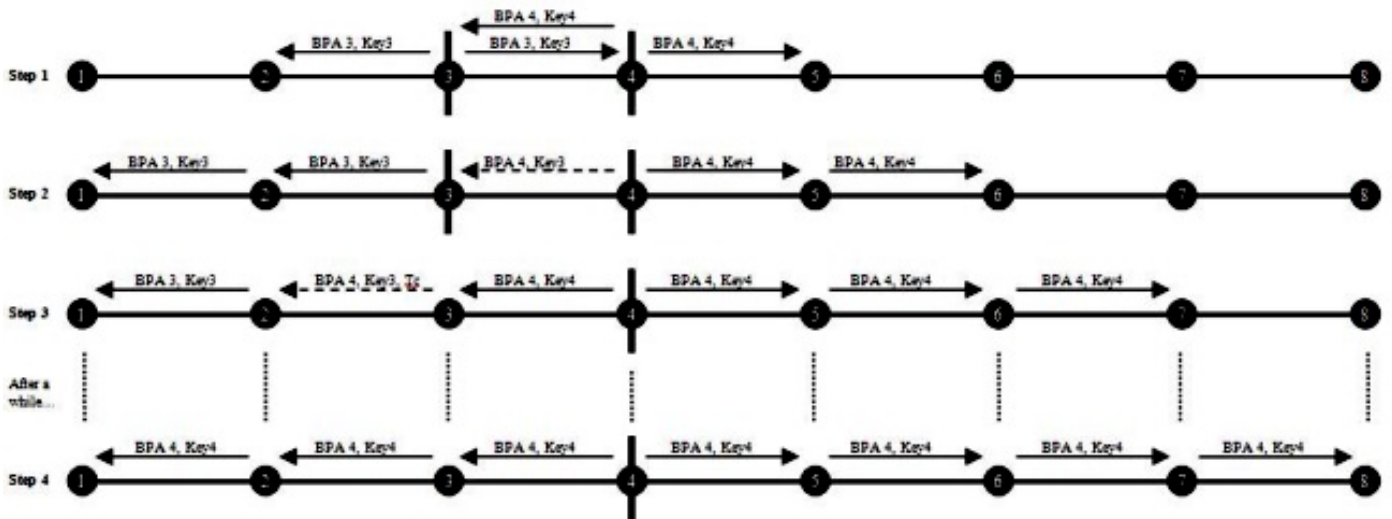 BPA 4, Key4
BPA 3, Key3 BPA 3, Key3 BPA 4, Key4
Step 1 1 2 3 4 5 6 7 8
BPA 3, Key3 BPA 3, Key3 BPA 4, Key3 BPA 4, Key4 BPA 4, Key4
Step 2 1 2 3 4 5 6 7 8
BPA 3, Key3 BPA 4, Key3, Tc BPA 4, Key4 BPA 4, Key4 BPA 4, Key4 BPA 4, Key4
Step 3 1 2 3 4 5 6 7 8
After a
while...
BPA 4, Key4 BPA 4, Key4 BPA 4, Key4 BPA 4, Key4 BPA 4, Key4 BPA 4, Key4 BPA 4, Key4
Step 4 1 2 3 4 5 6 7 8